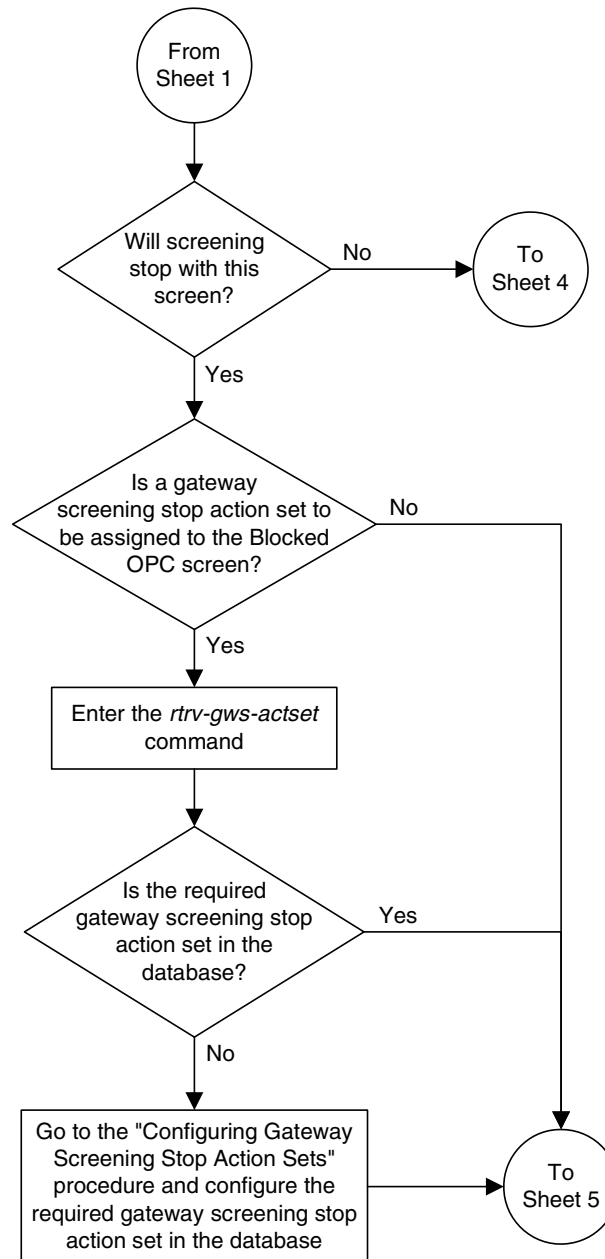 From
Sheet 1
Will screening
stop with this
screen?
No
To
Sheet 4
Yes
Is a gateway
screening stop action set to
be assigned to the Blocked
OPC screen?
No
Yes
Enter the rtrv-gws-actset
command
Is the required
gateway screening stop
action set in the
database?
Yes
No
Go to the "Configuring Gateway
Screening Stop Action Sets"
procedure and configure the
required gateway screening stop
action set in the database
To
Sheet 5